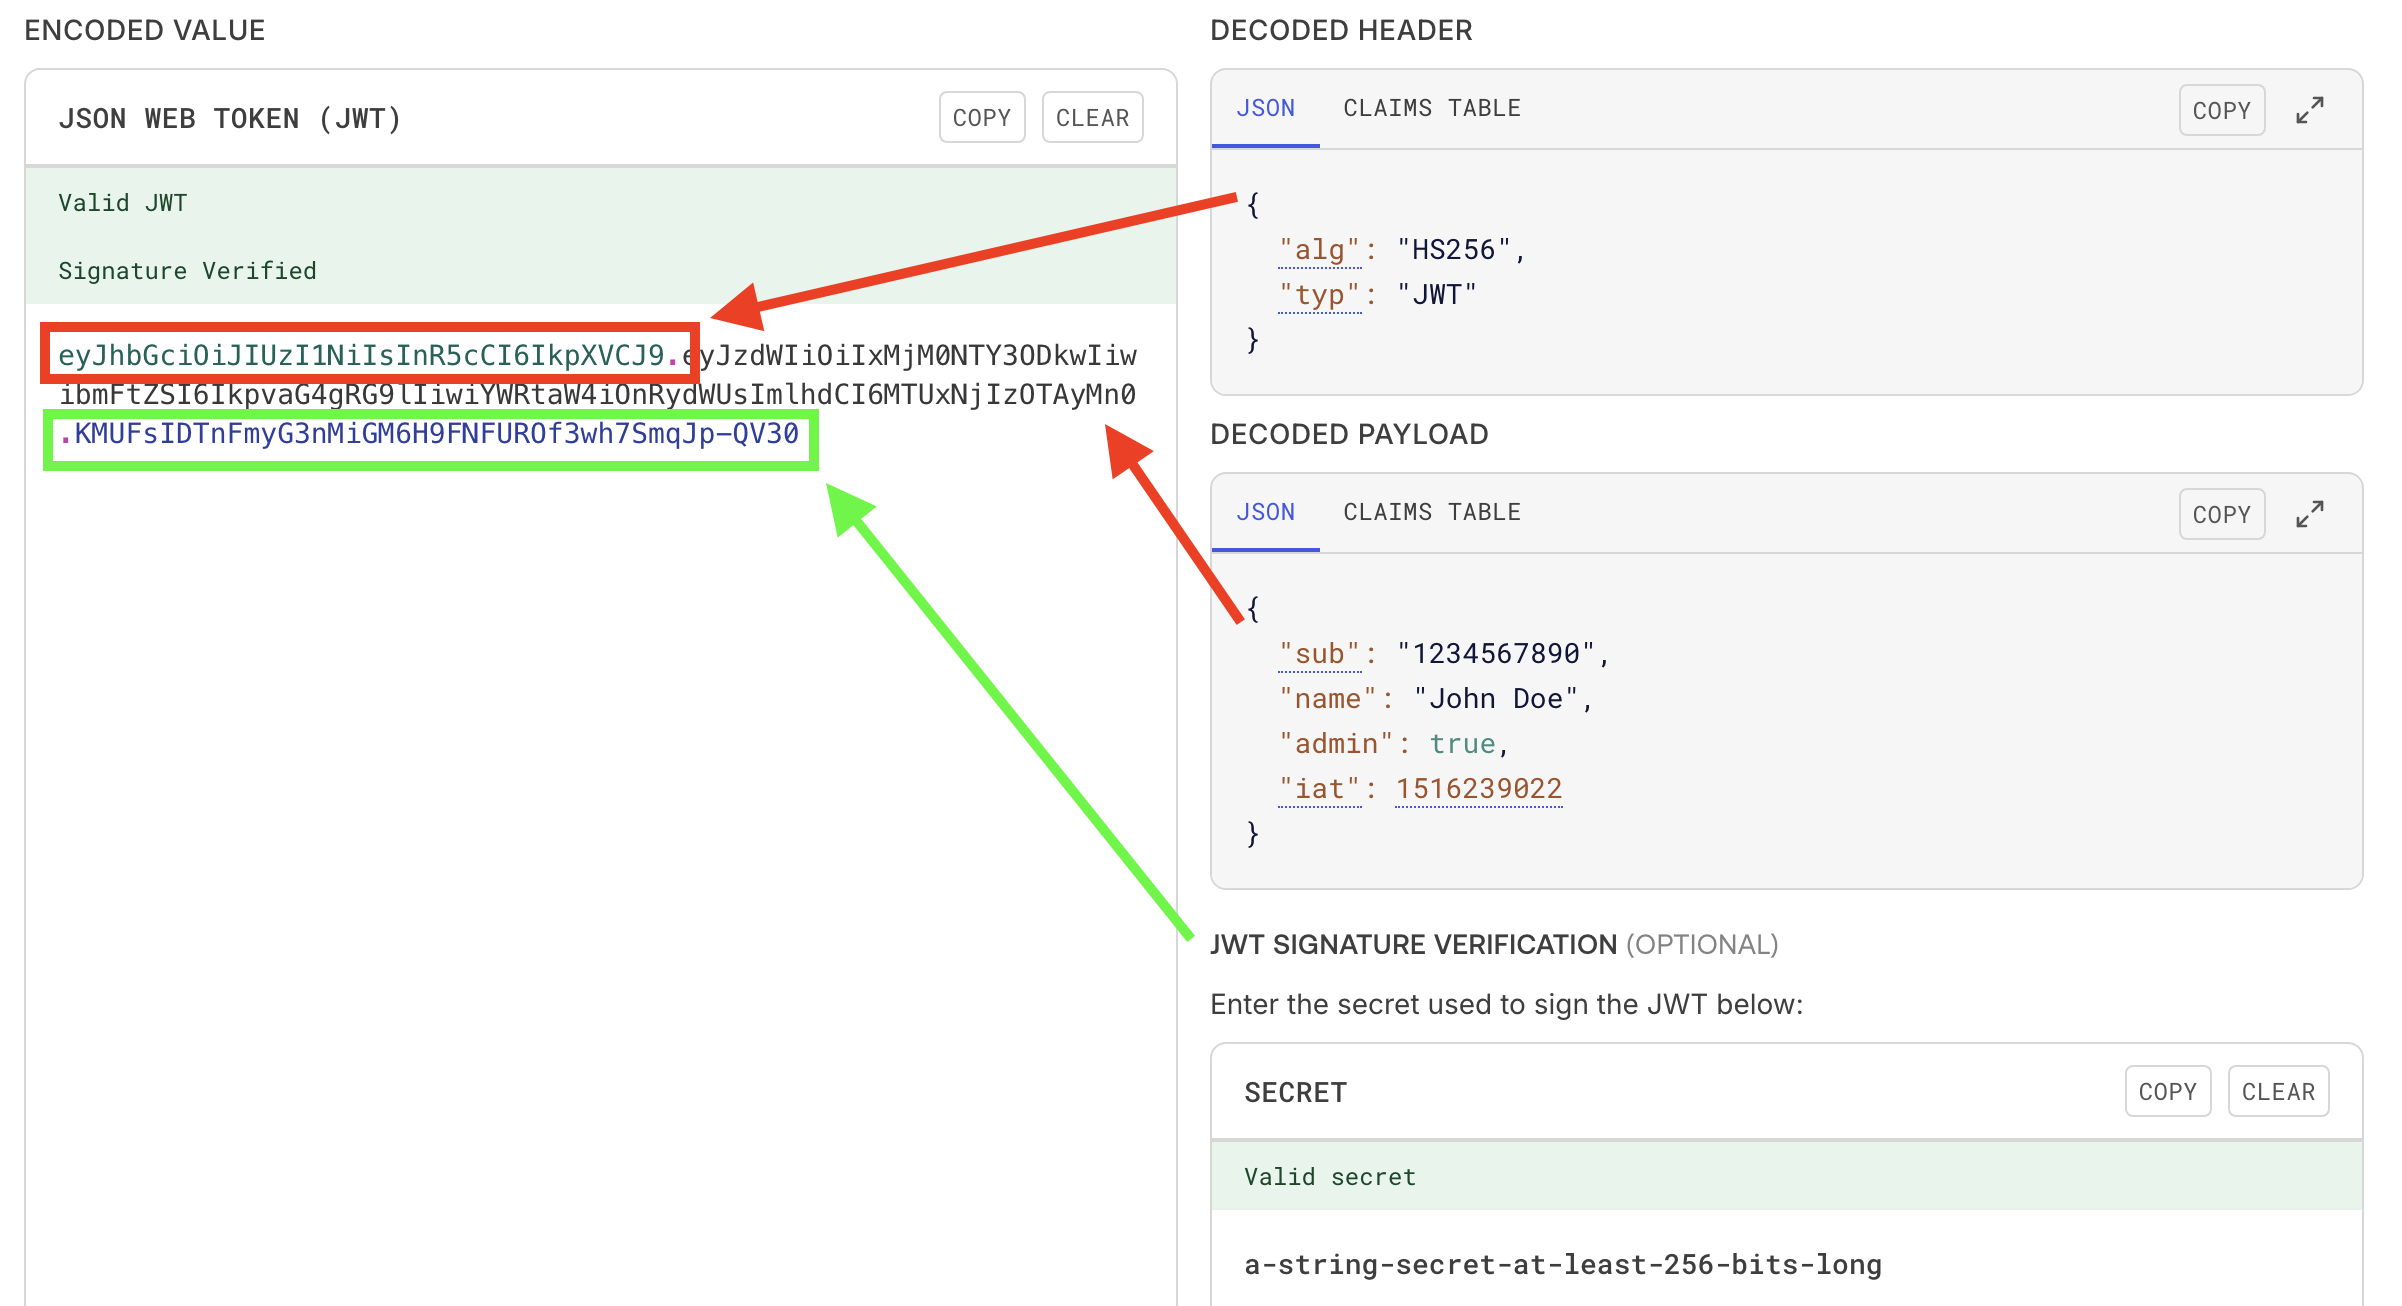 ENCODED VALUE
JSON WEB TOKEN (JWT)
COPY
CLEAR
Valid JWT
Signature Verified
eyJhbGciOiJIUzI1NiIsInR5cCI6IkpXVCJ9.eyJzdWIiOiIxMjM0NTY3ODkwIiw
ibmFtZSI6IkpvaG4gRG9lIiwiYWRtaW4iOnRydWUsImlhdCI6MTUxNjIzOTAyMn0
.KMUFsIDTnFmyG3nMiGM6H9FNFUROf3wh7SmqJp-QV30
DECODED HEADER
JSON
CLAIMS TABLE
COPY
{
"alg": "HS256",
"typ": "JWT"
}
DECODED PAYLOAD
JSON
CLAIMS TABLE
COPY
{
"sub": "1234567890",
"name": "John Doe",
"admin": true,
"iat": 1516239022
}
JWT SIGNATURE VERIFICATION (OPTIONAL)
Enter the secret used to sign the JWT below:
SECRET
COPY
CLEAR
Valid secret
a-string-secret-at-least-256-bits-long